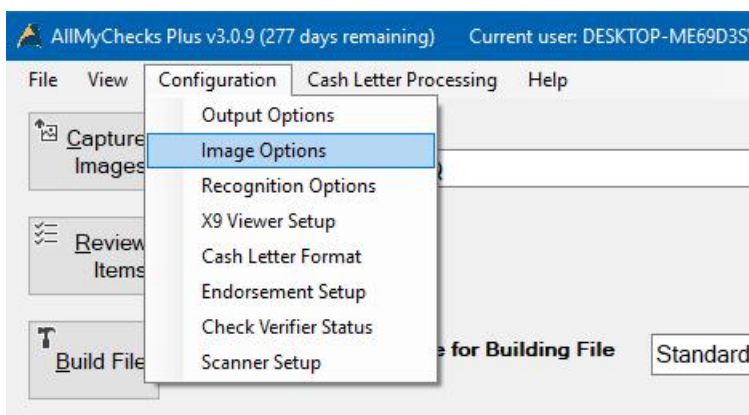 AllMyChecks Plus v3.0.9 (277 days remaining) Current user: DESKTOP-ME69D3S
File View Configuration Cash Letter Processing Help
Output Options
Capture
Images
Image Options
Recognition Options
X9 Viewer Setup
Review
Items
Cash Letter Format
Endorsement Setup
Check Verifier Status
Build File
for Building File
Standard
Scanner Setup